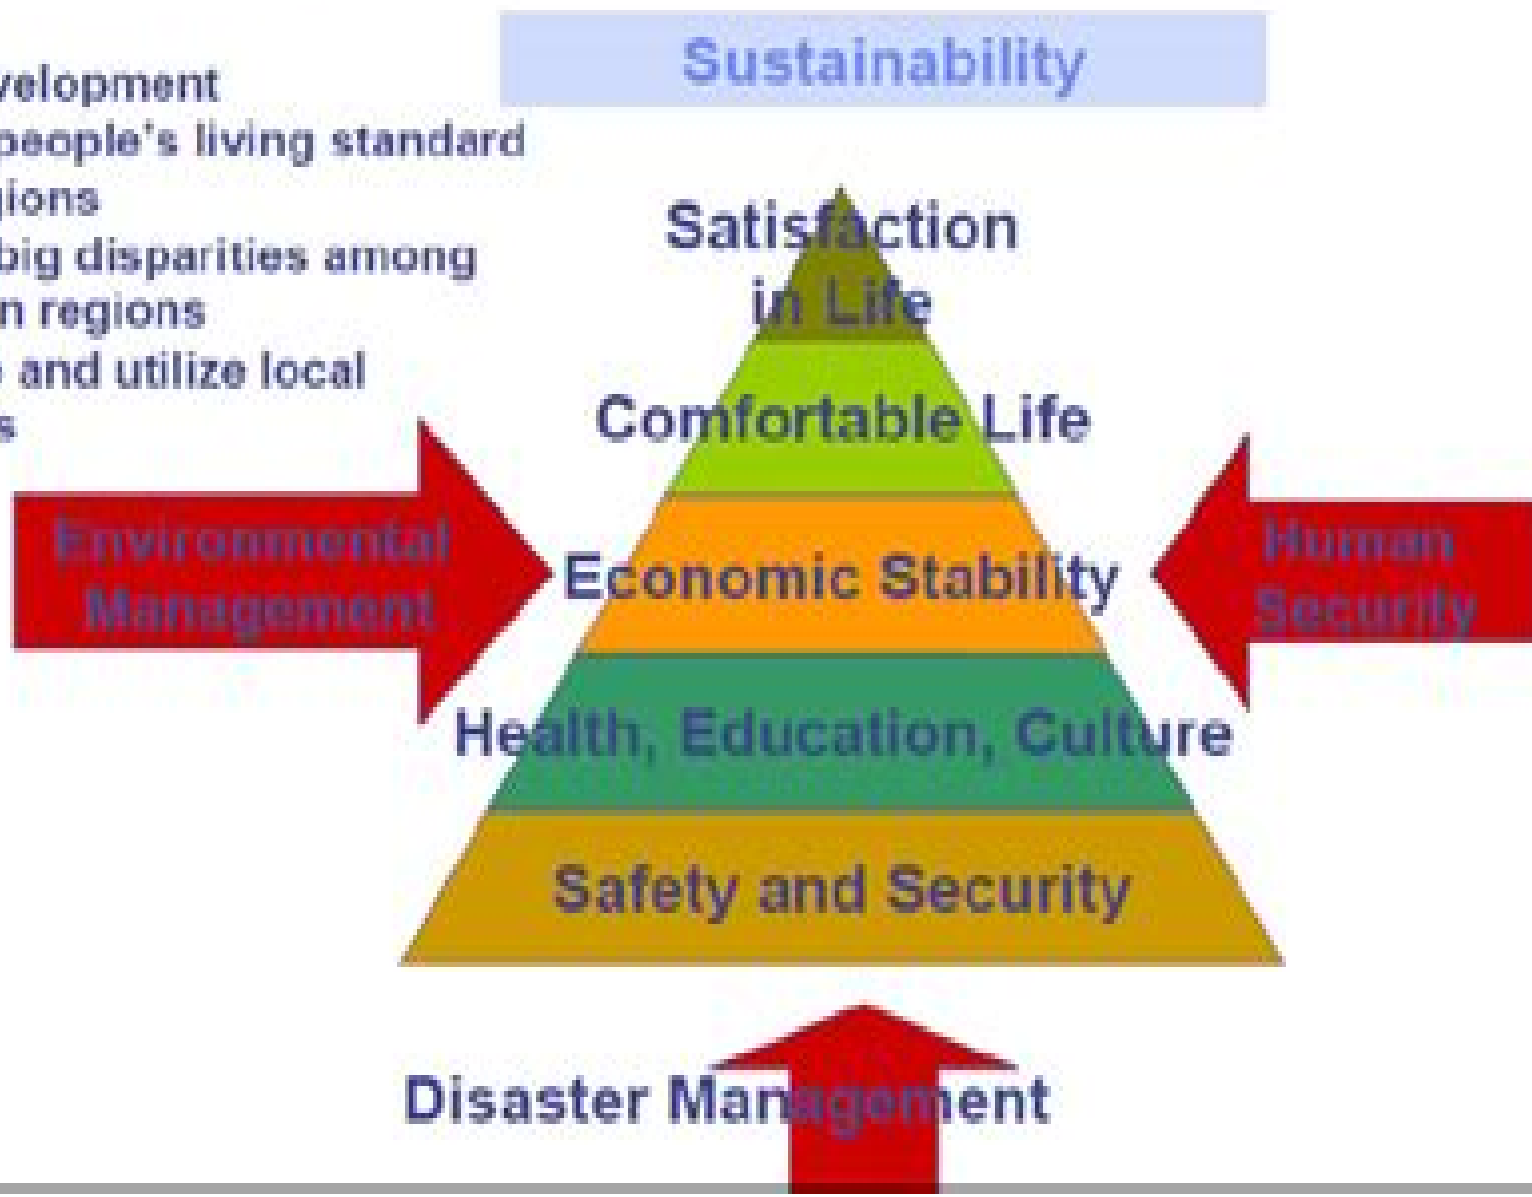 Sustainability
velopment
people's living standard
gions
big disparities among
n regions
and utilize local
s
Satisfaction
in Life
Comfortable Life
Environmental
Management
Economic Stability
Human
Security
Health, Education, Culture
Safety and Security
Disaster Management